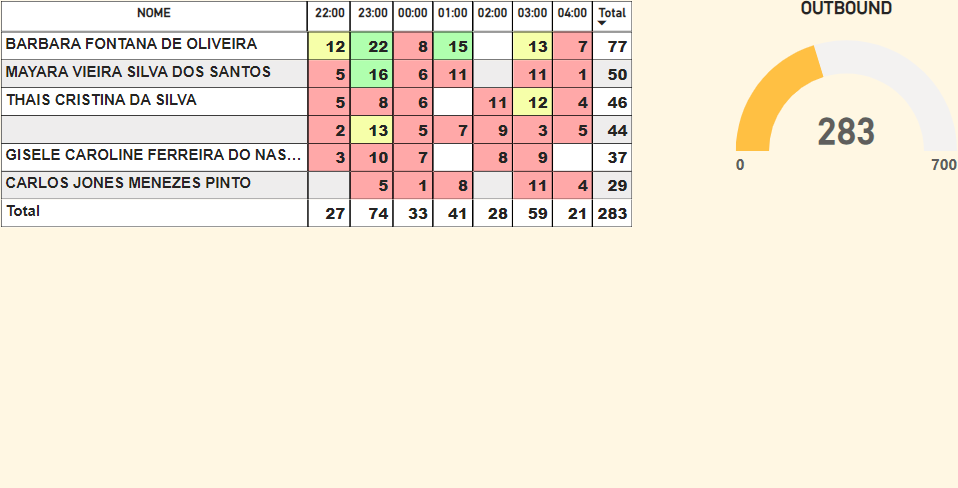 NOME 22:00 23:00 00:00 01:00 02:00 03:00 04:00 Total
BARBARA FONTANA DE OLIVEIRA 12 22 8 15 13 7 77
MAYARA VIEIRA SILVA DOS SANTOS 5 16 6 11 11 1 50
THAIS CRISTINA DA SILVA 5 8 6 11 12 4 46
2 13 5 7 9 3 5 44
GISELE CAROLINE FERREIRA DO NAS... 3 10 7 8 9 37
CARLOS JONES MENEZES PINTO 5 1 8 11 4 29
Total 27 74 33 41 28 59 21 283
OUTBOUND
283
0 700